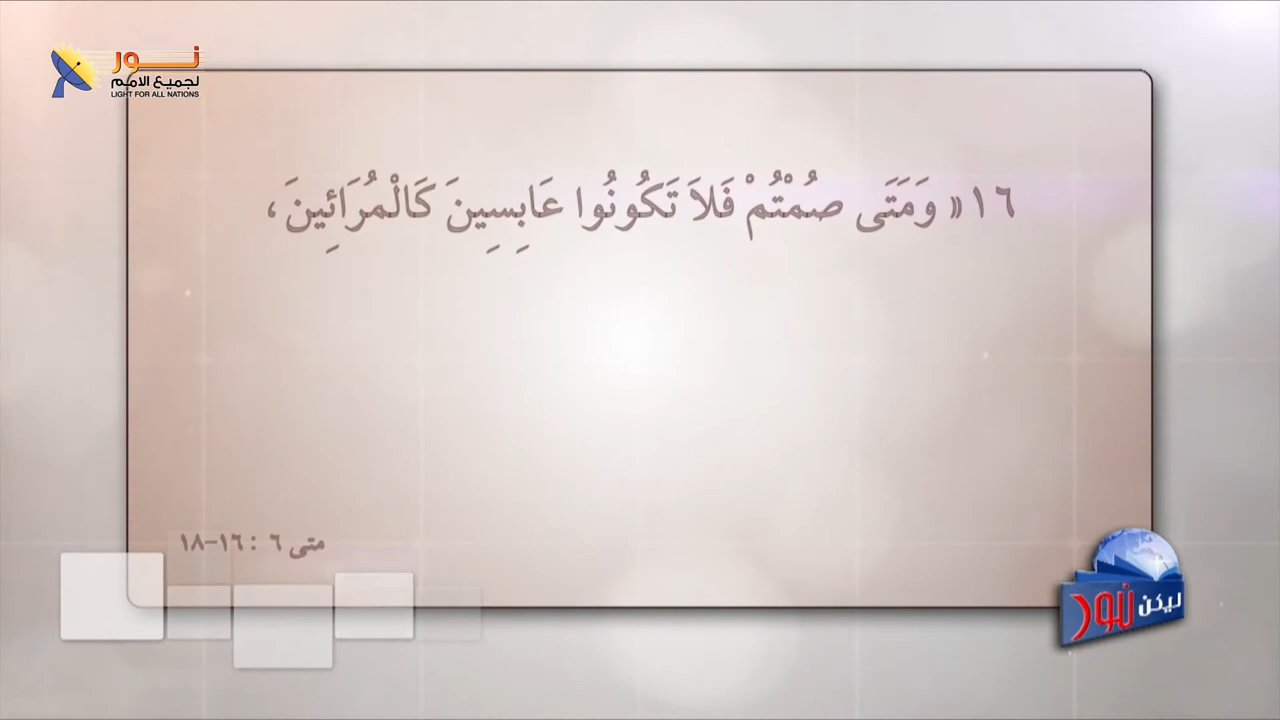 نور
لجميع الامم
LIGHT FOR ALL NATIONS
١٦« وَمَتَى صُمْتُمْ فَلاَ تَكُونُوا عَابِسِينَ كَالْمُرَائِينَ،
متى ٦ : ١٦-١٨
ليكن نور